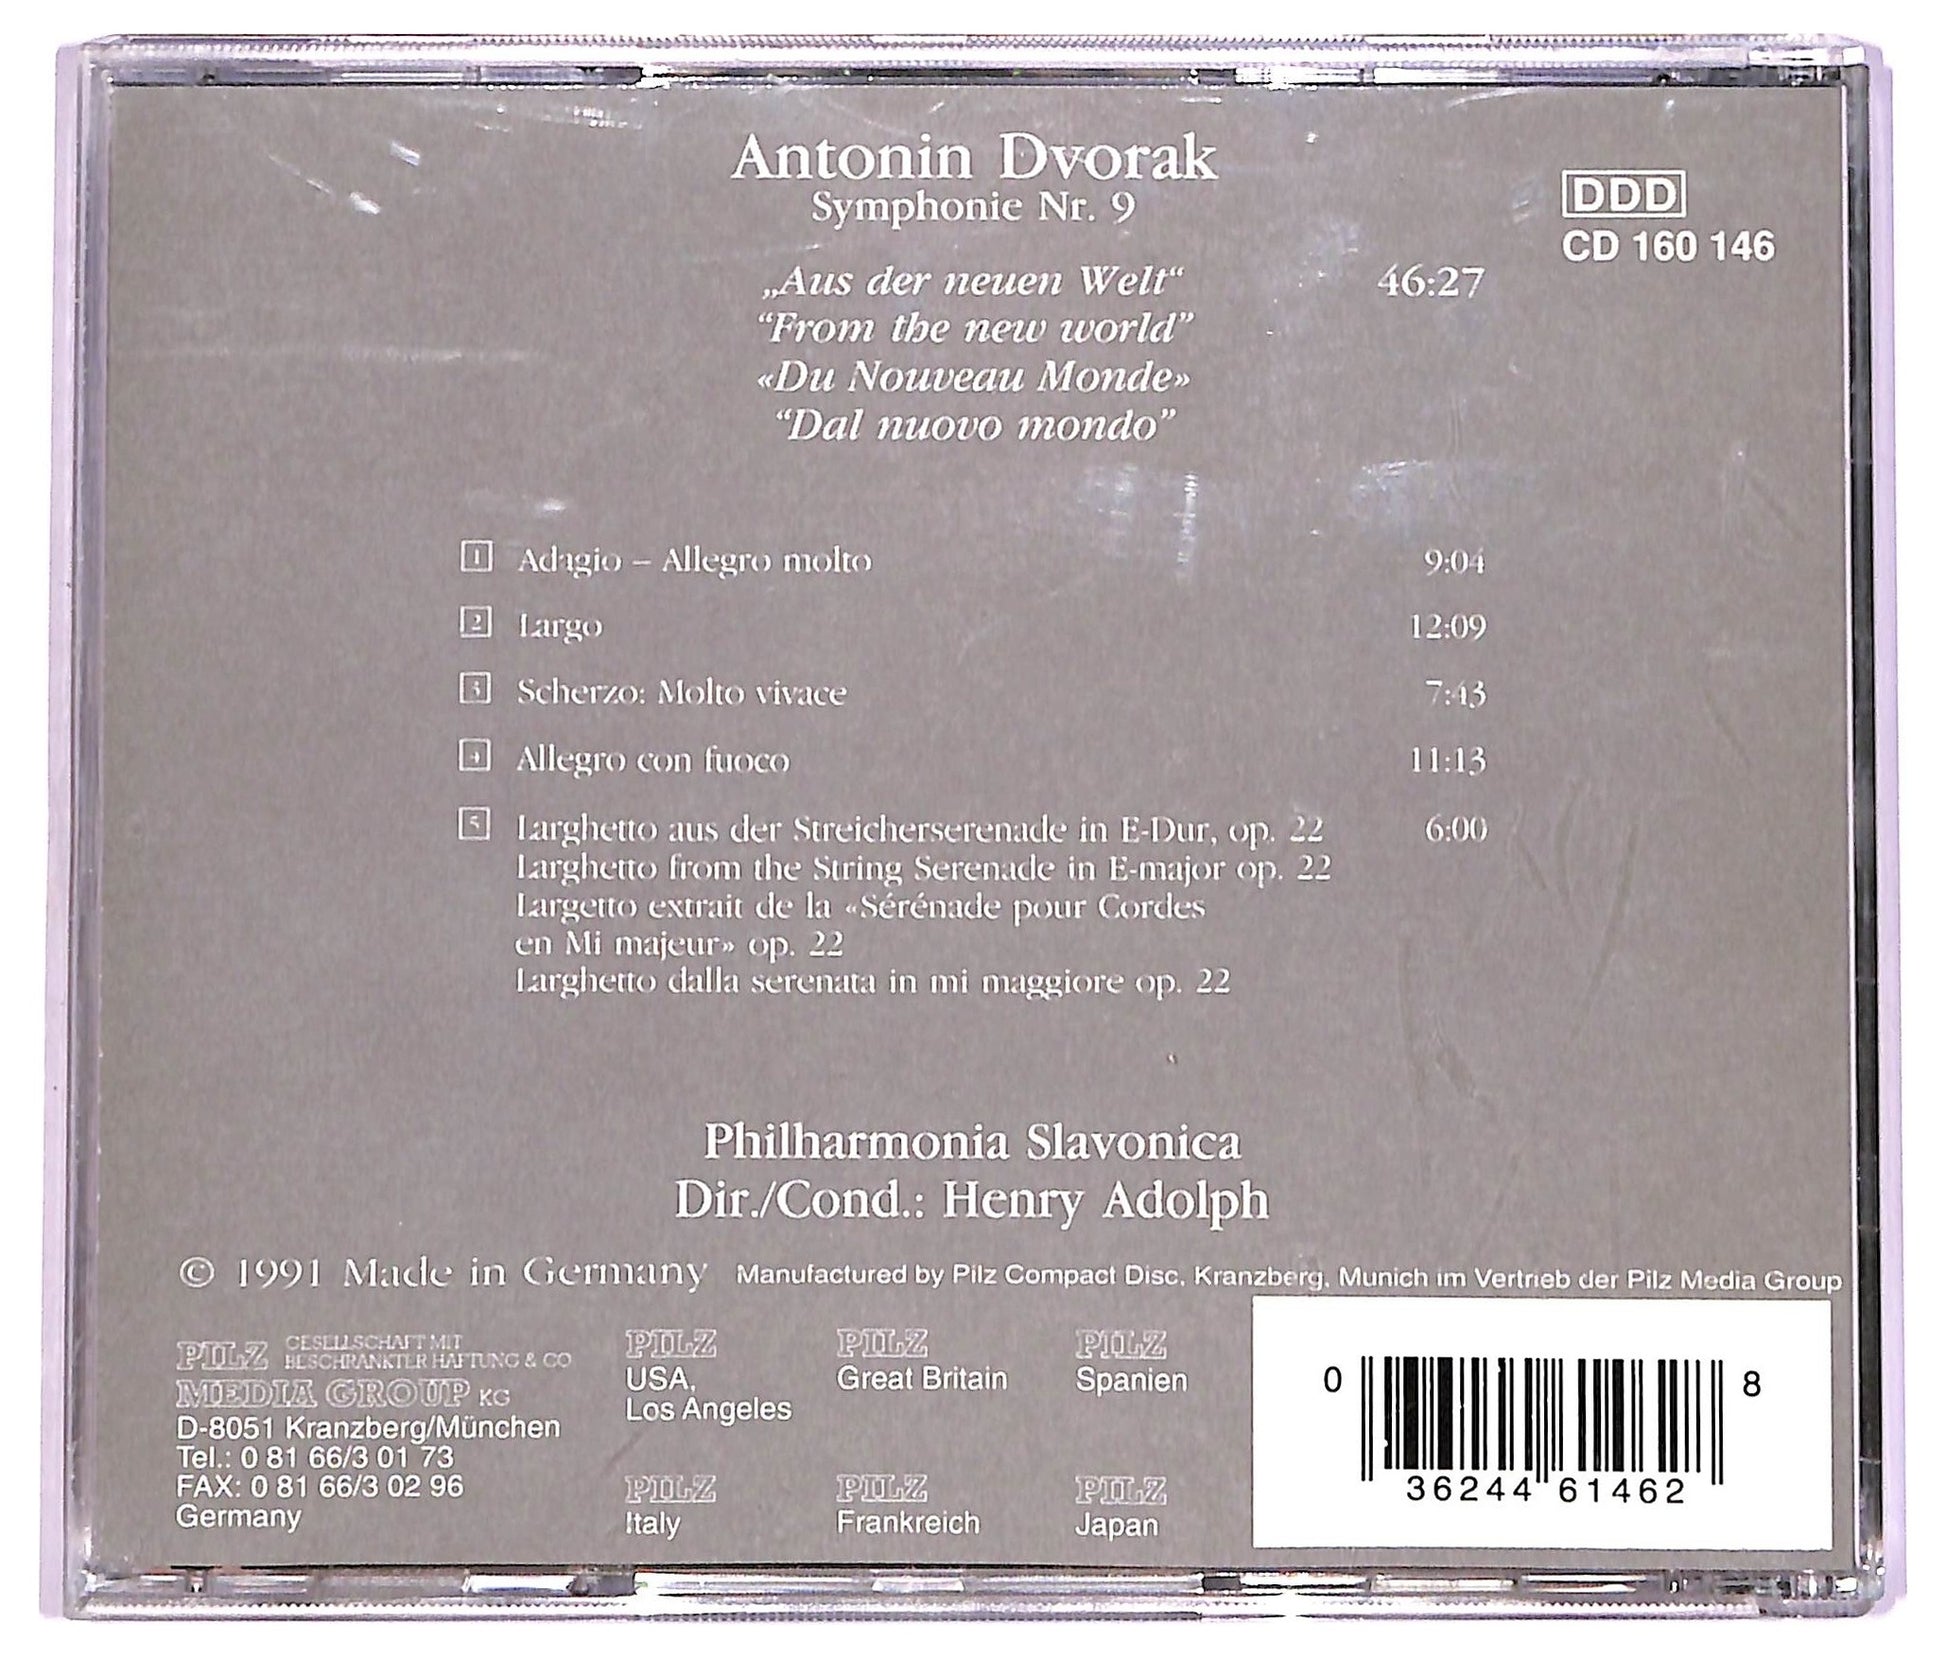 Antonin Dvorak
Symphonie Nr. 9
DDD
CD 160 146
„Aus der neuen Welt“ 46:27
“From the new world”
«Du Nouveau Monde»
“Dal nuovo mondo”
1 Adagio – Allegro molto 9:04
2 Largo 12:09
3 Scherzo: Molto vivace 7:43
4 Allegro con fuoco 11:13
5 Larghetto aus der Streicherserenade in E-Dur, op. 22 6:00
Larghetto from the String Serenade in E-major op. 22
Largetto extrait de la «Sérénade pour Cordes
en Mi majeur» op. 22
Larghetto dalla serenata in mi maggiore op. 22
Philharmonia Slavonica
Dir./Cond.: Henry Adolph
© 1991 Made in Germany Manufactured by Pilz Compact Disc, Kranzberg, Munich im Vertrieb der Pilz Media Group
PILZ GESELLSCHAFT MIT
BESCHRÄNKTER HAFTUNG & CO
MEDIA GROUP KG
D-8051 Kranzberg/München
Tel.: 0 81 66/3 01 73
FAX: 0 81 66/3 02 96
Germany
PILZ
USA,
Los Angeles
PILZ
Great Britain
PILZ
Spanien
PILZ
Italy
PILZ
Frankreich
PILZ
Japan
0 36244 61462 8